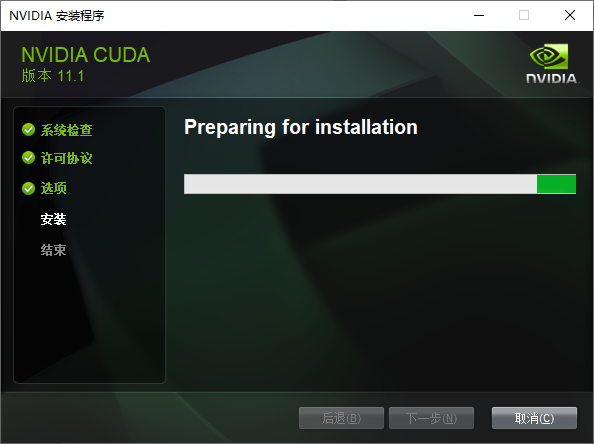 NVIDIA 安装程序
NVIDIA CUDA
版本 11.1
NVIDIA.
系统检查
许可协议
选项
安装
结束
Preparing for installation
后退(B)
下一步(N)
取消(C)